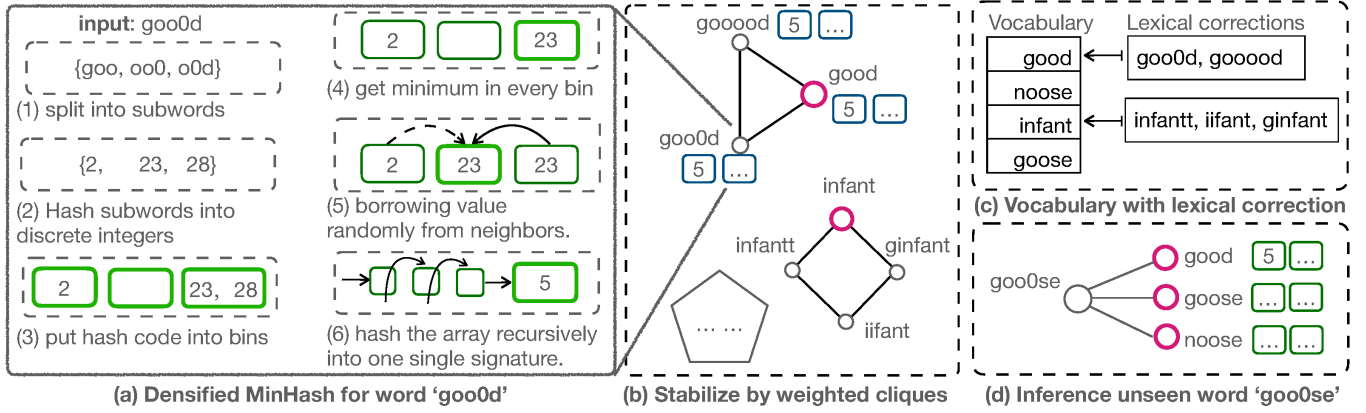 input: goo0d
{goo, oo0, o0d}
(1) split into subwords
{2, 23, 28}
(2) Hash subwords into
discrete integers
2
23, 28
(3) put hash code into bins
2
23
(4) get minimum in every bin
2
23
23
(5) borrowing value
randomly from neighbors.
5
(6) hash the array recursively
into one single signature.
(a) Densified MinHash for word ‘goo0d’
gooood
5
...
good
5
...
goo0d
5
...
infant
infantt
ginfant
iifant
... ...
(b) Stabilize by weighted cliques
Vocabulary
Lexical corrections
good
goo0d, gooood
noose
infant
infantt, iifant, ginfant
goose
(c) Vocabulary with lexical correction
goo0se
good
5
...
goose
...
...
noose
...
...
(d) Inference unseen word ‘goo0se’